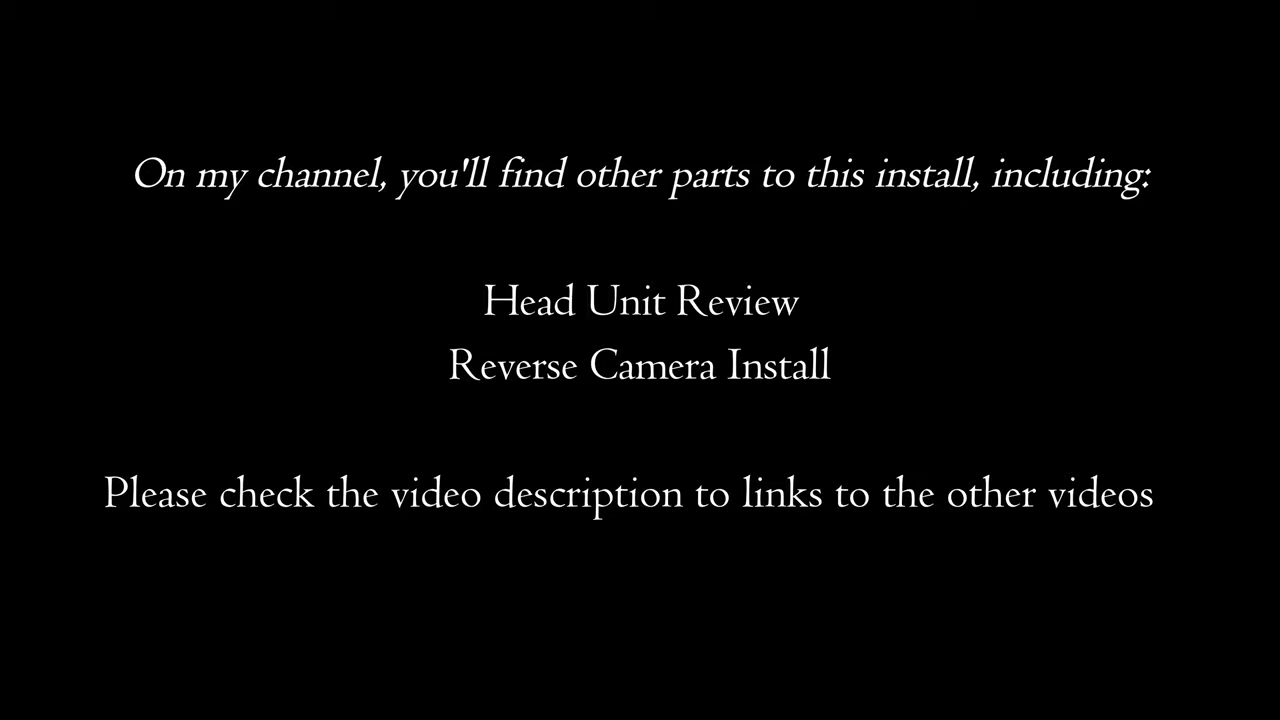 On my channel, you'll find other parts to this install, including:
Head Unit Review
Reverse Camera Install
Please check the video description to links to the other videos